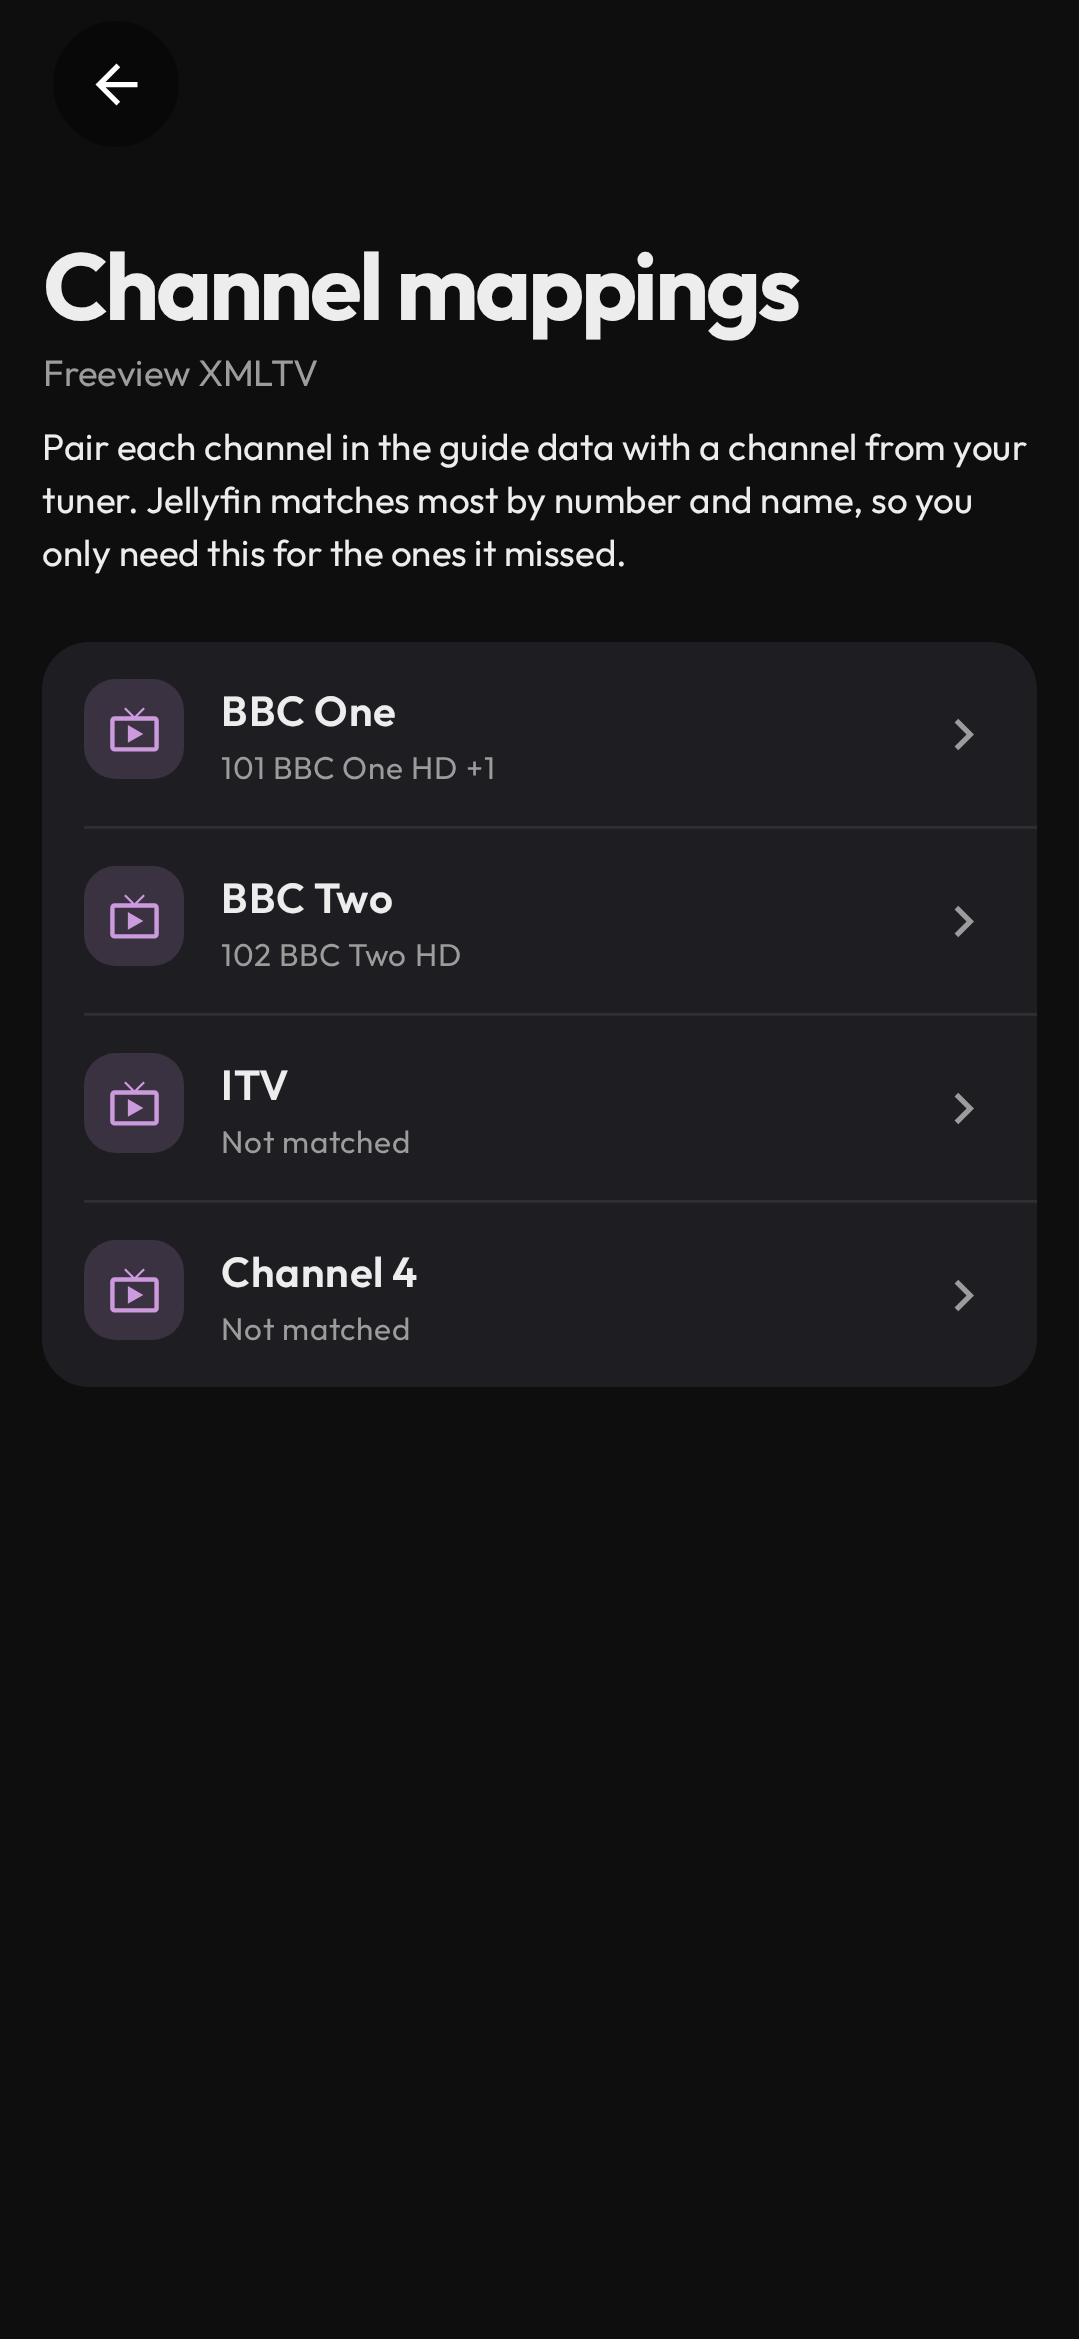 Channel mappings
Freeview XMLTV
Pair each channel in the guide data with a channel from your
tuner. Jellyfin matches most by number and name, so you
only need this for the ones it missed.
BBC One
101 BBC One HD +1
BBC Two
102 BBC Two HD
ITV
Not matched
Channel 4
Not matched